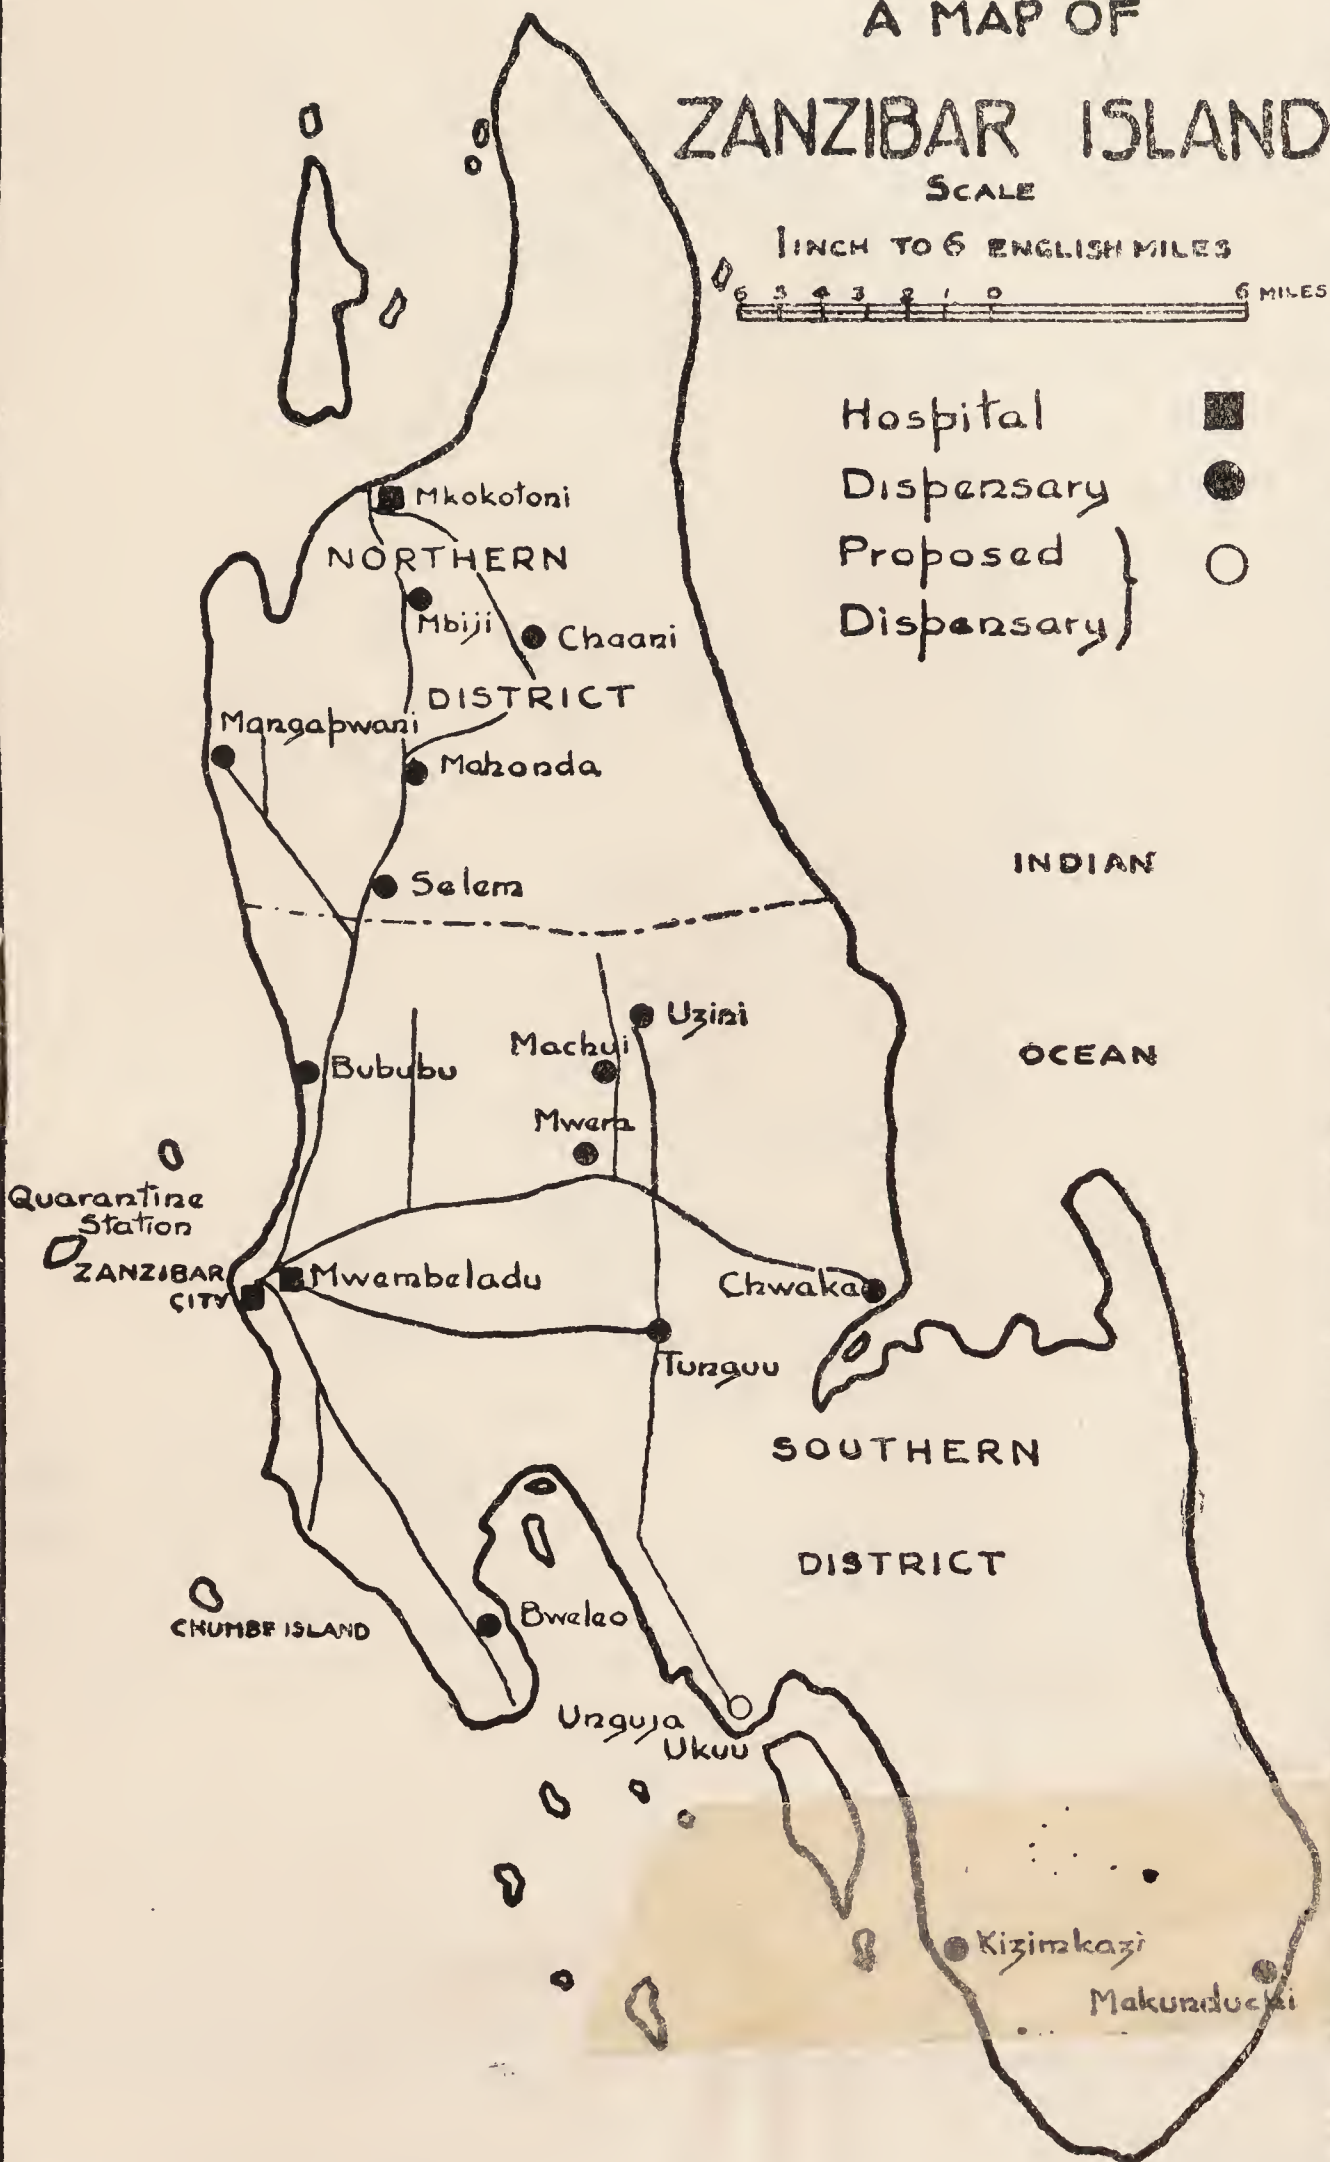 A MAP OF
ZANZIBAR ISLAND
SCALE
1 INCH TO 6 ENGLISH MILES
6 5 4 3 2 1 0 6 MILES
Hospital
Dispensary
Proposed
Dispensary
Mkokotoni
NORTHERN
Mbiji
Chaani
DISTRICT
Mangapwani
Mahonda
Selem
INDIAN
Uzini
Machui
OCEAN
Bububu
Mwera
Quarantine
Station
ZANZIBAR
CITY
Mwembeladu
Chwaka
Tunguu
SOUTHERN
DISTRICT
Bweleo
CHUMBE ISLAND
Unguja
Ukuu
Kizimkazi
Makunduchi